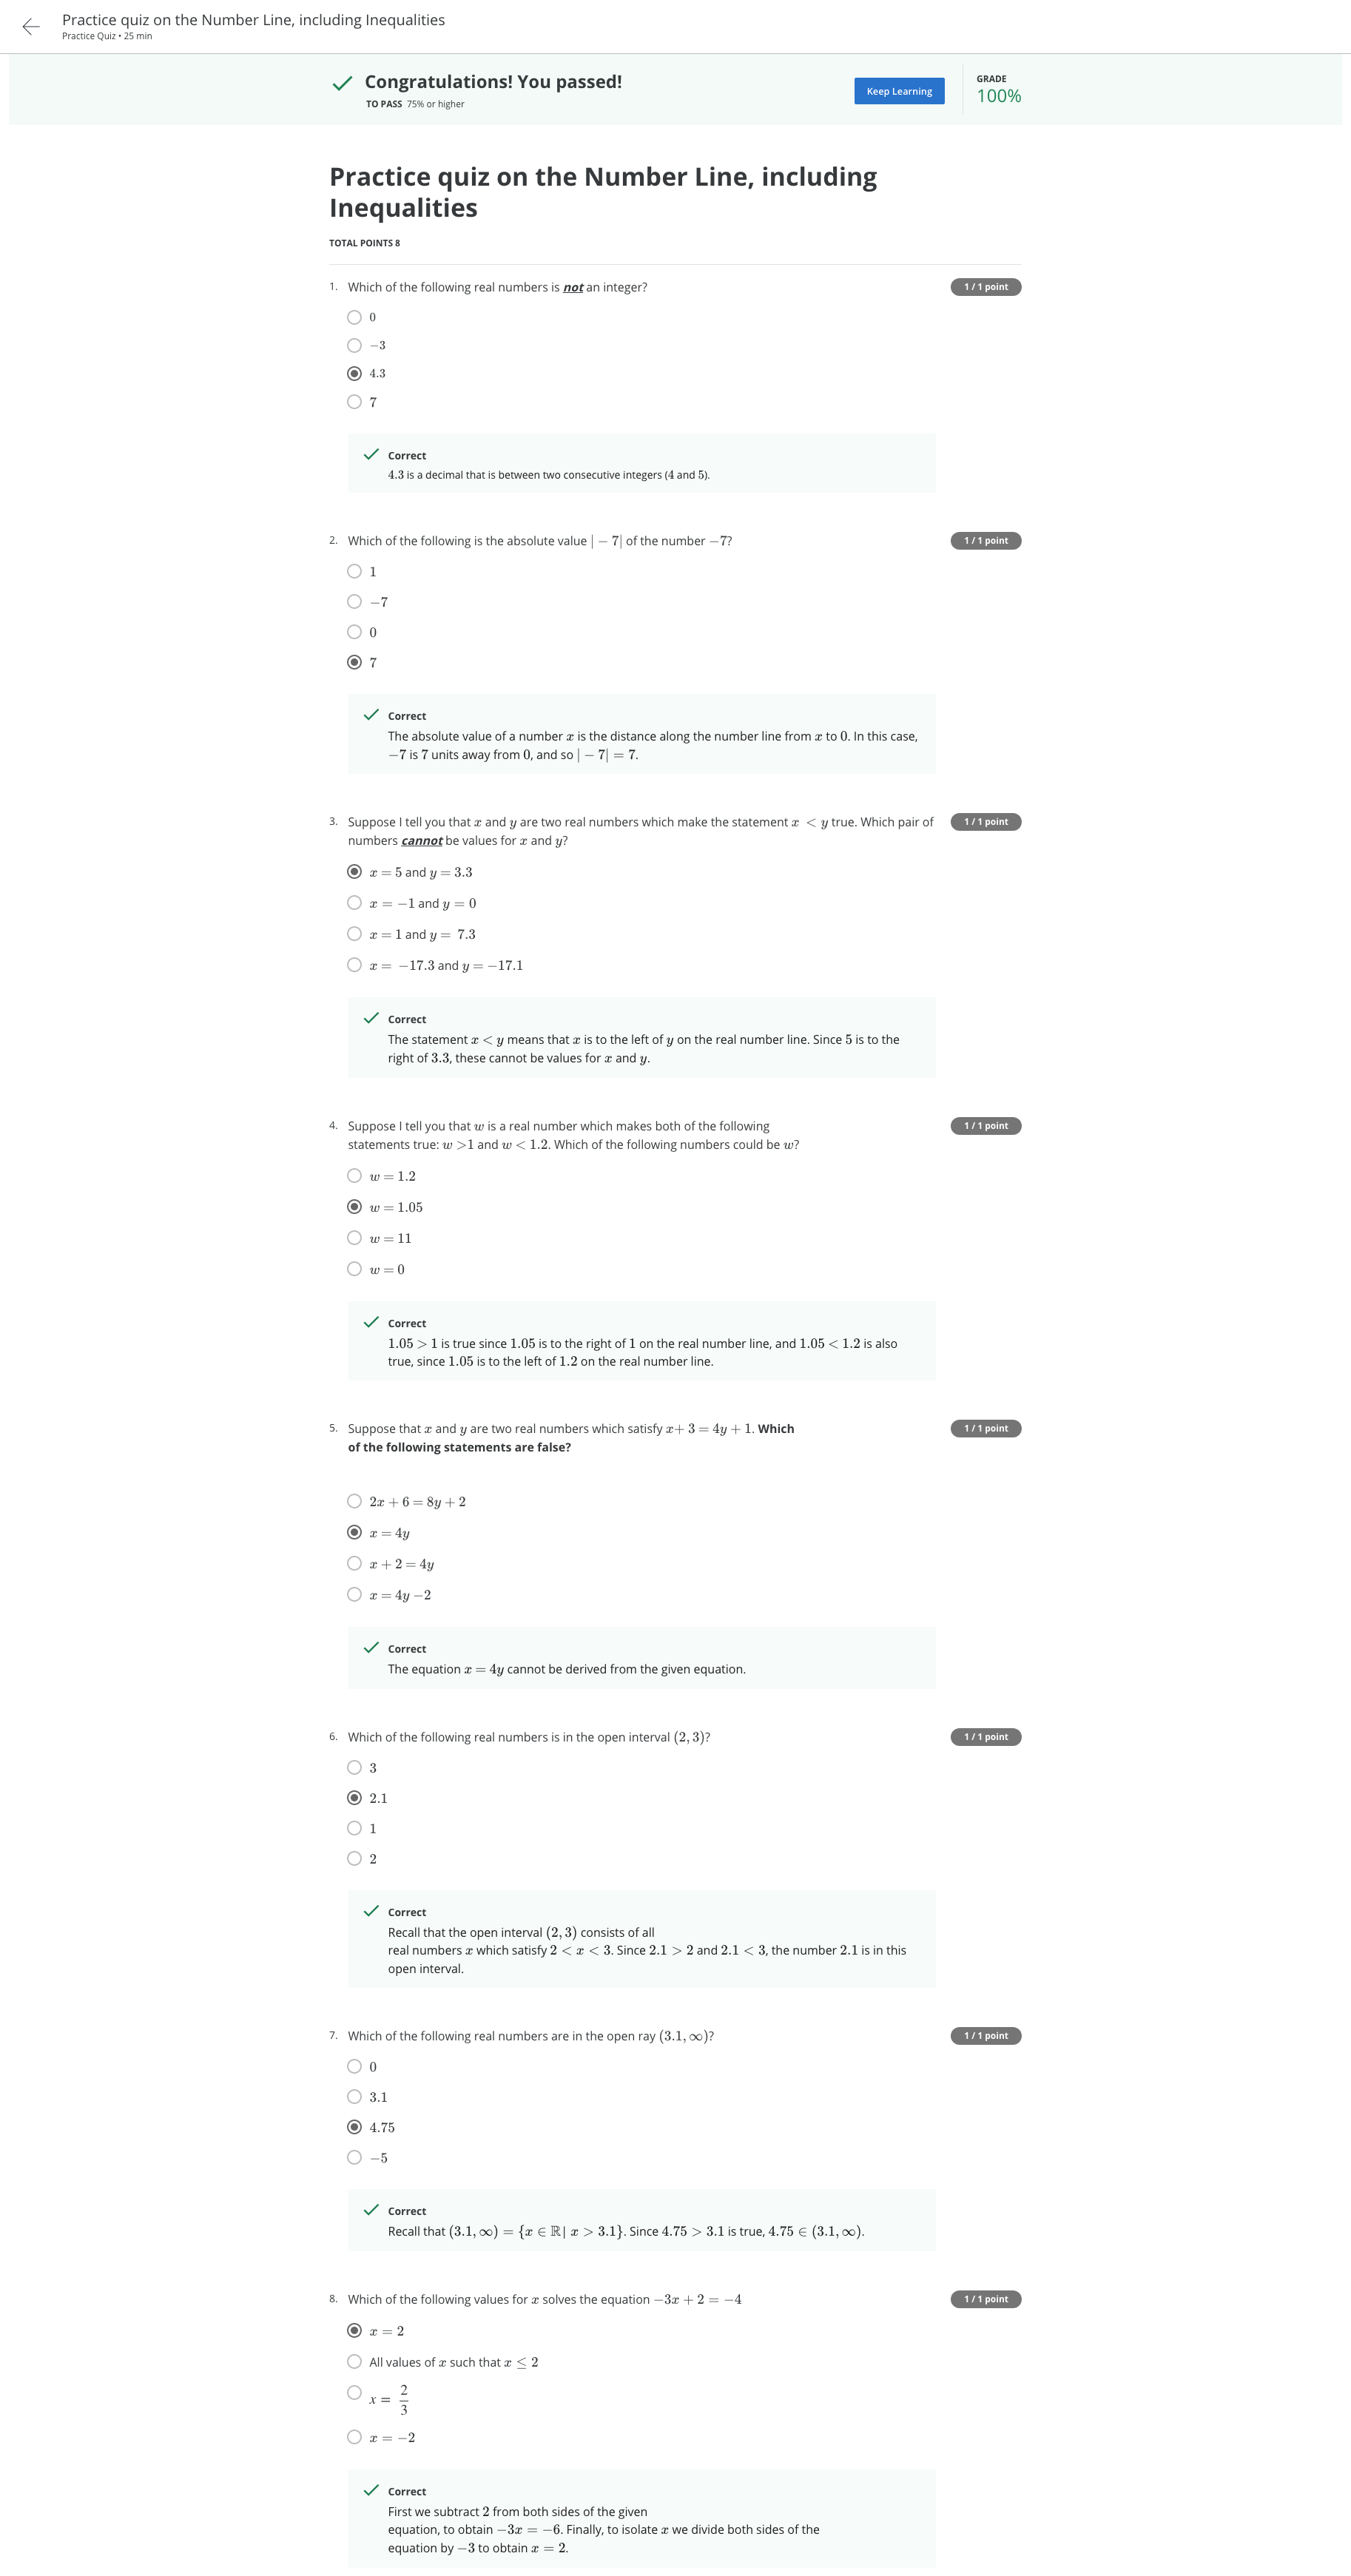 Practice quiz on the Number Line, including Inequalities
Practice Quiz • 25 min
Congratulations! You passed!
TO PASS 75% or higher
Keep Learning
GRADE
100%
Practice quiz on the Number Line, including
Inequalities
TOTAL POINTS 8
1. Which of the following real numbers is not an integer?
1 / 1 point
0
−3
4.3
7
Correct
4.3 is a decimal that is between two consecutive integers (4 and 5).
2. Which of the following is the absolute value | − 7| of the number −7?
1 / 1 point
1
−7
0
7
Correct
The absolute value of a number x is the distance along the number line from x to 0. In this case,
−7 is 7 units away from 0, and so | − 7| = 7.
3. Suppose I tell you that x and y are two real numbers which make the statement x < y true. Which pair of
numbers cannot be values for x and y?
1 / 1 point
x = 5 and y = 3.3
x = −1 and y = 0
x = 1 and y = 7.3
x = −17.3 and y = −17.1
Correct
The statement x < y means that x is to the left of y on the real number line. Since 5 is to the
right of 3.3, these cannot be values for x and y.
4. Suppose I tell you that w is a real number which makes both of the following
statements true: w >1 and w < 1.2. Which of the following numbers could be w?
1 / 1 point
w = 1.2
w = 1.05
w = 11
w = 0
Correct
1.05 > 1 is true since 1.05 is to the right of 1 on the real number line, and 1.05 < 1.2 is also
true, since 1.05 is to the left of 1.2 on the real number line.
5. Suppose that x and y are two real numbers which satisfy x+ 3 = 4y + 1. Which
of the following statements are false?
1 / 1 point
2x + 6 = 8y + 2
x = 4y
x + 2 = 4y
x = 4y −2
Correct
The equation x = 4y cannot be derived from the given equation.
6. Which of the following real numbers is in the open interval (2, 3)?
1 / 1 point
3
2.1
1
2
Correct
Recall that the open interval (2, 3) consists of all
real numbers x which satisfy 2 < x < 3. Since 2.1 > 2 and 2.1 < 3, the number 2.1 is in this
open interval.
7. Which of the following real numbers are in the open ray (3.1, ∞)?
1 / 1 point
0
3.1
4.75
−5
Correct
Recall that (3.1, ∞) = {x ∈ ℝ| x > 3.1}. Since 4.75 > 3.1 is true, 4.75 ∈ (3.1, ∞).
8. Which of the following values for x solves the equation −3x + 2 = −4
1 / 1 point
x = 2
All values of x such that x ≤ 2
x = 2/3
x = −2
Correct
First we subtract 2 from both sides of the given
equation, to obtain −3x = −6. Finally, to isolate x we divide both sides of the
equation by −3 to obtain x = 2.